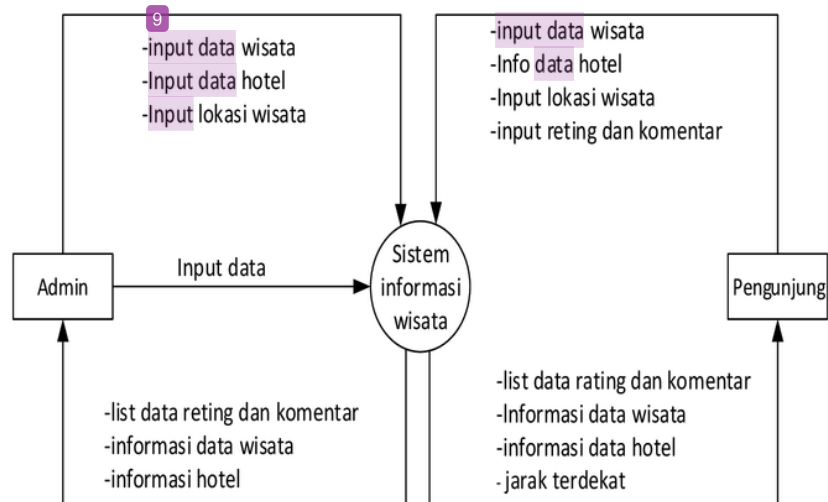 9
-input data wisata
-Input data hotel
-Input lokasi wisata
-input data wisata
-Info data hotel
-Input lokasi wisata
-input reting dan komentar
Admin
Input data
Sistem
informasi
wisata
Pengunjung
-list data reting dan komentar
-informasi data wisata
-informasi hotel
-list data rating dan komentar
-Informasi data wisata
-informasi data hotel
-jarak terdekat